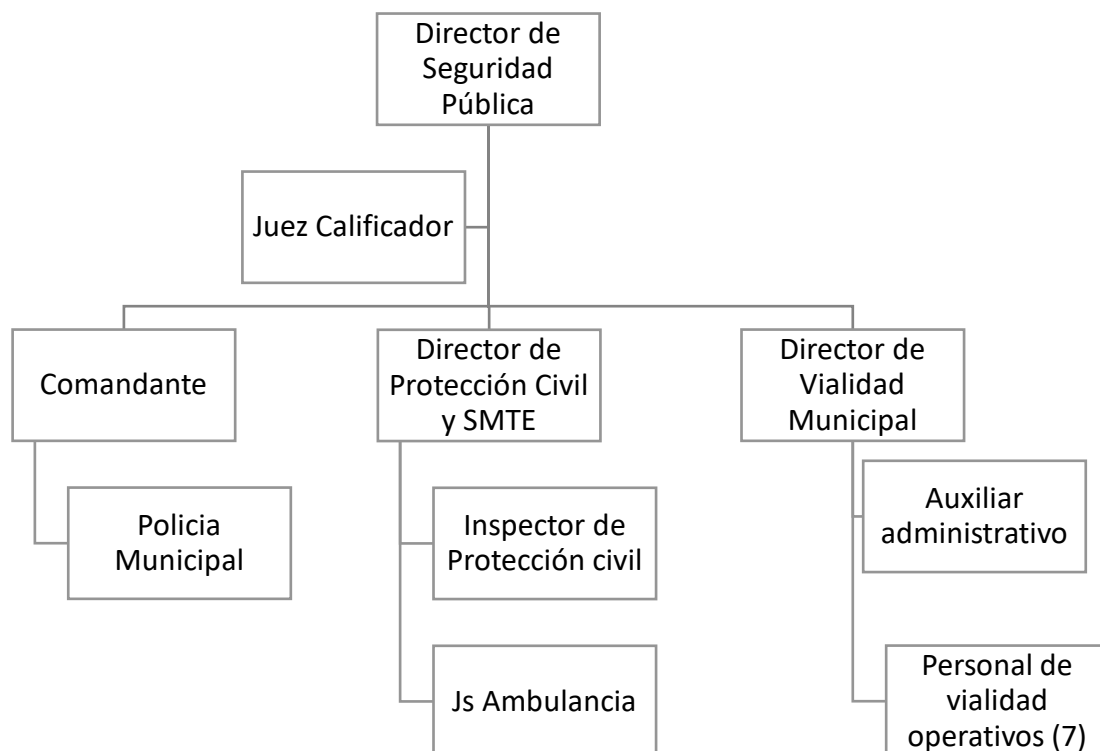 Director de
Seguridad
Pública
Juez Calificador
Comandante
Director de
Protección Civil
y SMTE
Director de
Vialidad
Municipal
Policia
Municipal
Inspector de
Protección civil
Auxiliar
administrativo
Js Ambulancia
Personal de
vialidad
operativos (7)